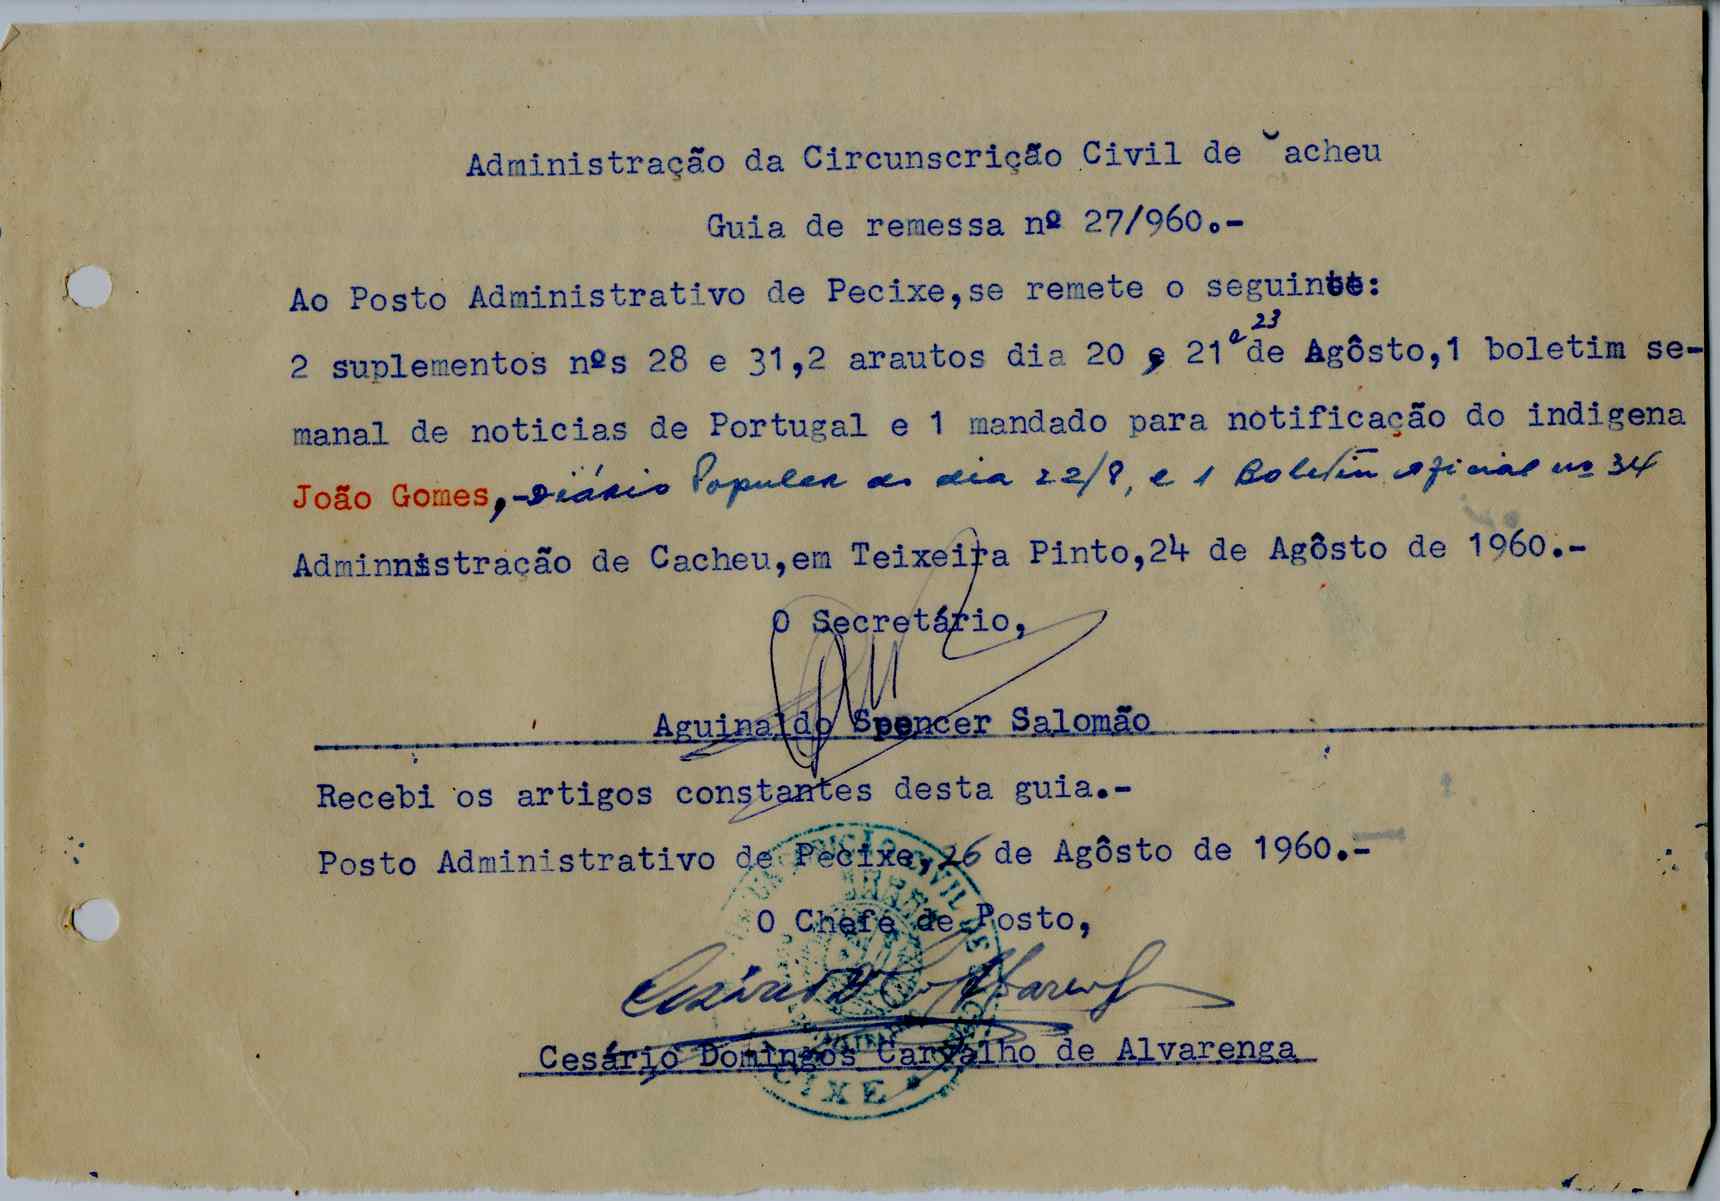 Administração da Circunscrição Civil de Cacheu
Guia de remessa nº 27/960.-
Ao Posto Administrativo de Pecixe,se remete o seguinte:
2 suplementos nºs 28 e 31,2 arautos dia 20 , 21 e 23 de Agôsto,1 boletim se-
manal de noticias de Portugal e 1 mandado para notificação do indigena
João Gomes,-Diário Popular do dia 22/8, e 1 Boletin oficial nº 34
Adminnistração de Cacheu,em Teixeira Pinto,24 de Agôsto de 1960.-
O Secretário,
Aguinaldo Spencer Salomão
Recebi os artigos constantes desta guia.-
Posto Administrativo de Pecixe,26 de Agôsto de 1960.-
O Chefe de Posto,
Cesário Domingos Carvalho de Alvarenga